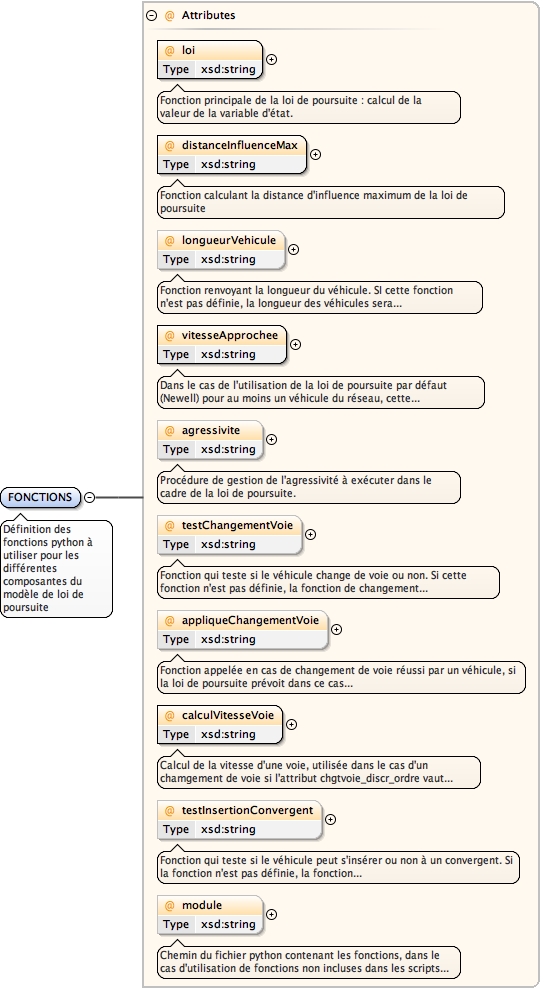 Attributes
loi
Type xsd:string
Fonction principale de la loi de poursuite : calcul de la
valeur de la variable d'état.
distanceInfluenceMax
Type xsd:string
Fonction calculant la distance d'influence maximum de la loi de
poursuite
longueurVehicule
Type xsd:string
Fonction renvoyant la longueur du véhicule. SI cette fonction
n'est pas définie, la longueur des véhicules sera...
vitesseApprochee
Type xsd:string
Dans le cas de l'utilisation de la loi de poursuite par défaut
(Newell) pour au moins un véhicule du réseau, cette...
agressivite
Type xsd:string
Procédure de gestion de l'agressivité à exécuter dans le
cadre de la loi de poursuite.
FONCTIONS
Définition des
fonctions python à
utiliser pour les
différentes
composantes du
modèle de loi de
poursuite
testChangementVoie
Type xsd:string
Fonction qui teste si le véhicule change de voie ou non. Si cette
fonction n'est pas définie, la fonction de changement...
appliqueChangementVoie
Type xsd:string
Fonction appelée en cas de changement de voie réussi par un véhicule, si
la loi de poursuite prévoit dans ce cas...
calculVitesseVoie
Type xsd:string
Calcul de la vitesse d'une voie, utilisée dans le cas d'un
chamgement de voie si l'attribut chgtvoie_discr_ordre vaut...
testInsertionConvergent
Type xsd:string
Fonction qui teste si le véhicule peut s'insérer ou non à un convergent. Si
la fonction n'est pas définie, la fonction...
module
Type xsd:string
Chemin du fichier python contenant les fonctions, dans le
cas d'utilisation de fonctions non incluses dans les scripts...